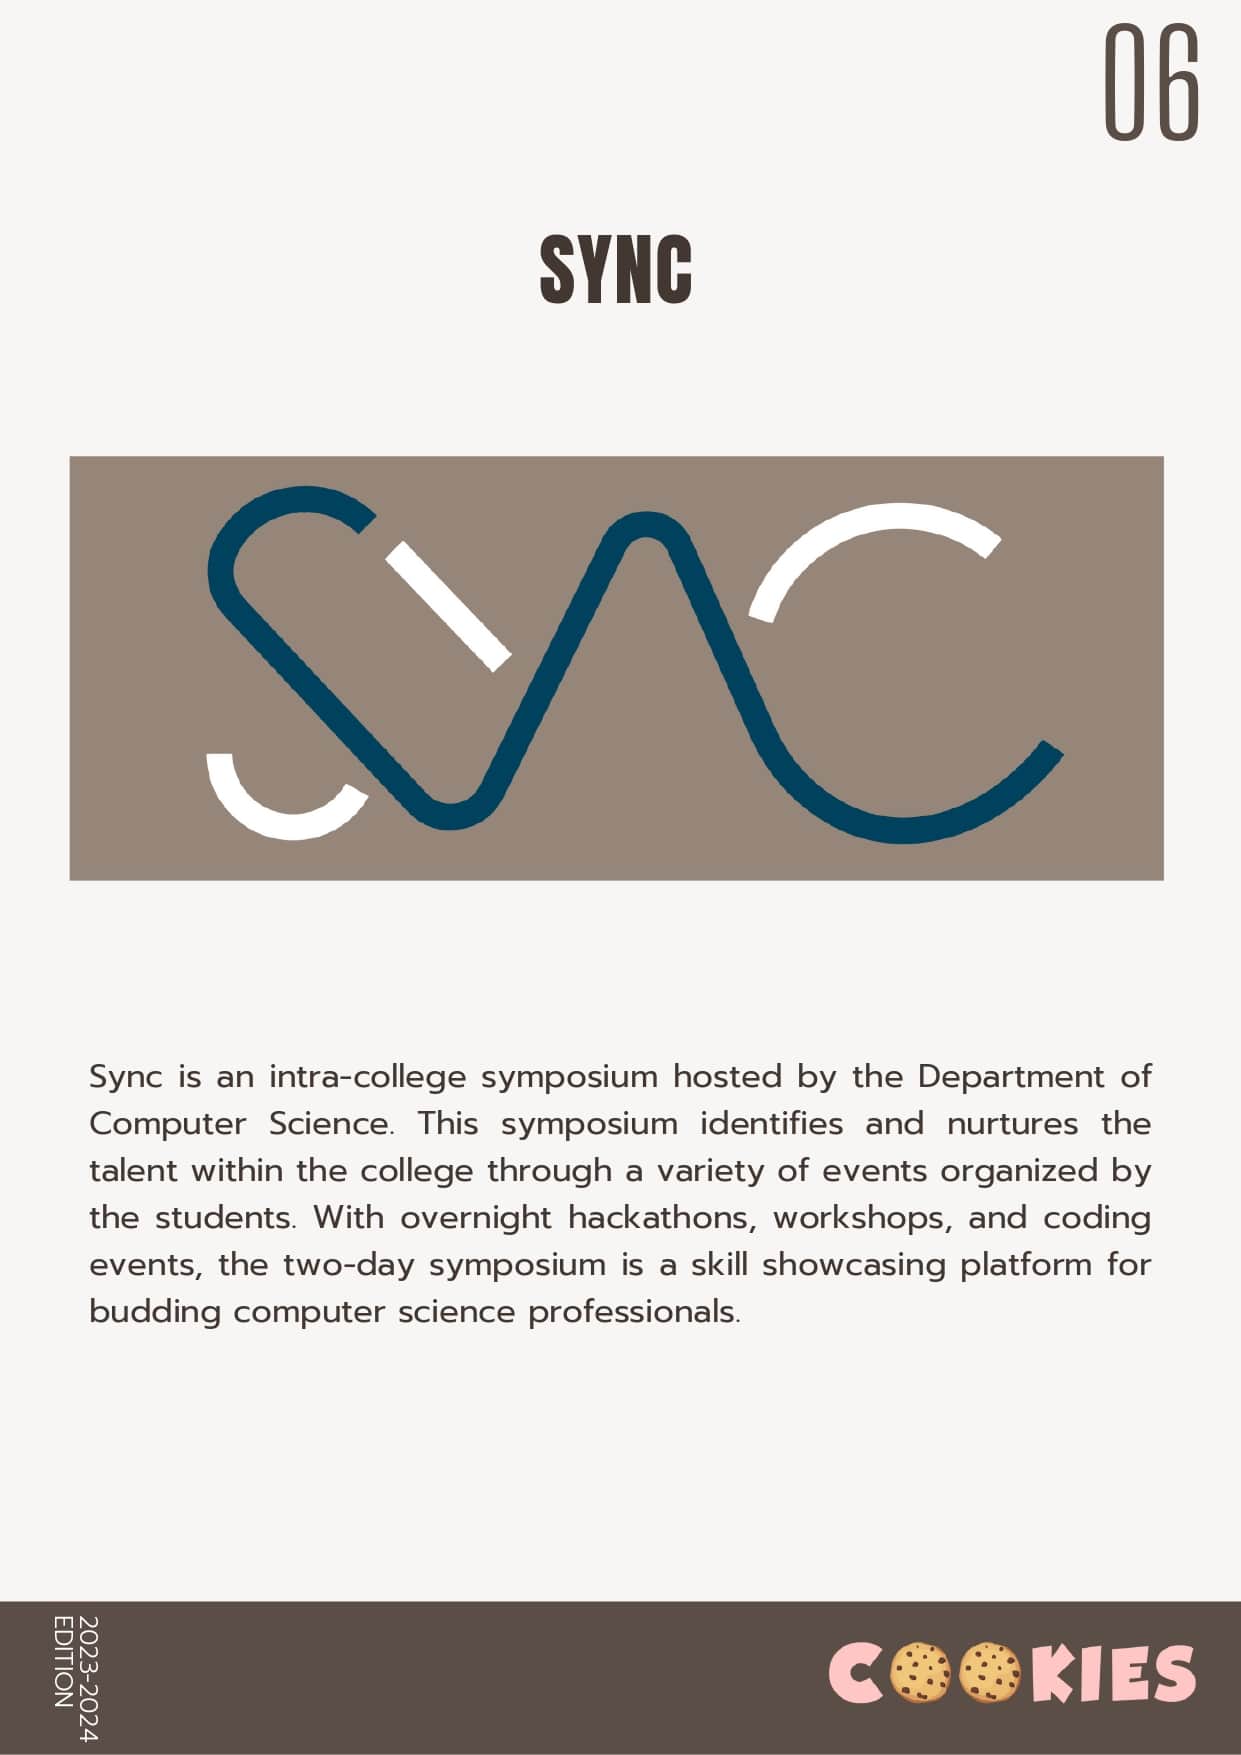 06
SYNC
SYNC
Sync is an intra-college symposium hosted by the Department of
Computer Science. This symposium identifies and nurtures the
talent within the college through a variety of events organized by
the students. With overnight hackathons, workshops, and coding
events, the two-day symposium is a skill showcasing platform for
budding computer science professionals.
2023-2024
EDITION
COOKIES